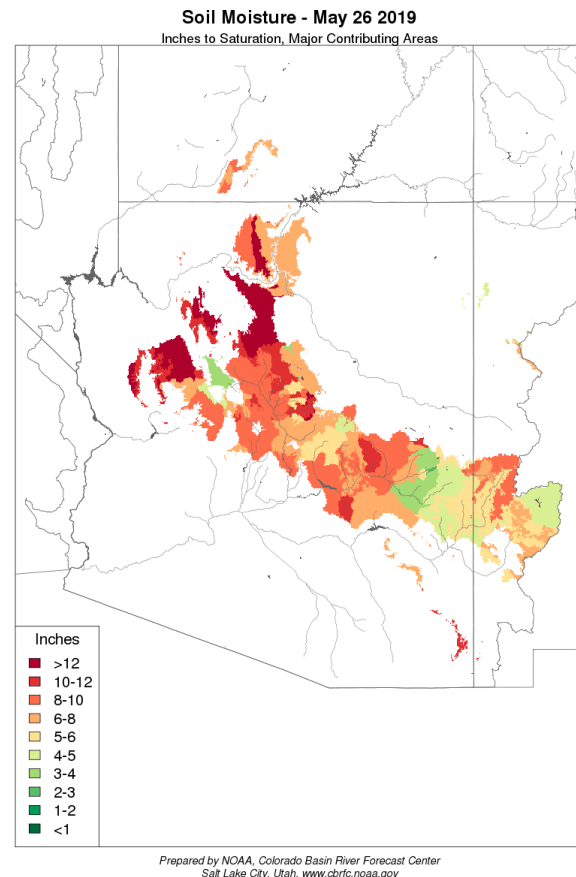 Soil Moisture - May 26 2019
Inches to Saturation, Major Contributing Areas
Inches
>12
10-12
8-10
6-8
5-6
4-5
3-4
2-3
1-2
<1
Prepared by NOAA, Colorado Basin River Forecast Center
Salt Lake City, Utah, www.cbrfc.noaa.gov